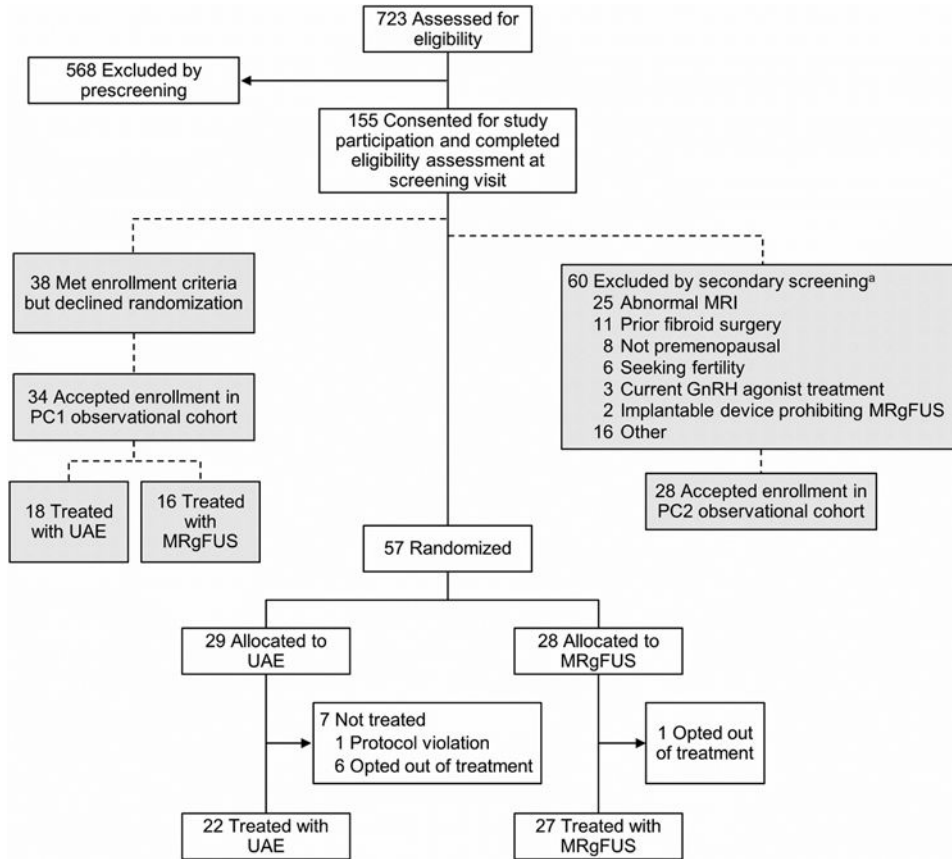 723 Assessed for
eligibility
568 Excluded by
prescreening
155 Consented for study
participation and completed
eligibility assessment at
screening visit
38 Met enrollment criteria
but declined randomization
60 Excluded by secondary screeningᵃ
25 Abnormal MRI
11 Prior fibroid surgery
8 Not premenopausal
6 Seeking fertility
3 Current GnRH agonist treatment
2 Implantable device prohibiting MRgFUS
16 Other
34 Accepted enrollment in
PC1 observational cohort
18 Treated
with UAE
16 Treated
with
MRgFUS
28 Accepted enrollment in
PC2 observational cohort
57 Randomized
29 Allocated to
UAE
28 Allocated to
MRgFUS
7 Not treated
1 Protocol violation
6 Opted out of treatment
1 Opted out
of treatment
22 Treated with
UAE
27 Treated with
MRgFUS